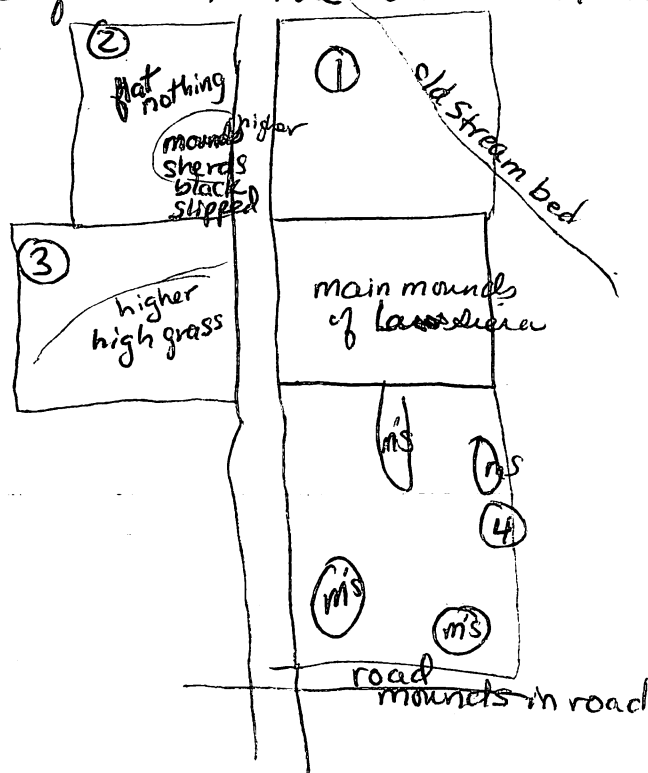 2
flat
nothing
higher
mounds
sherds
black
slipped
1
old stream bed
3
higher
high grass
main mounds
of
m's
m's
4
m's
m's
road
mounds in road